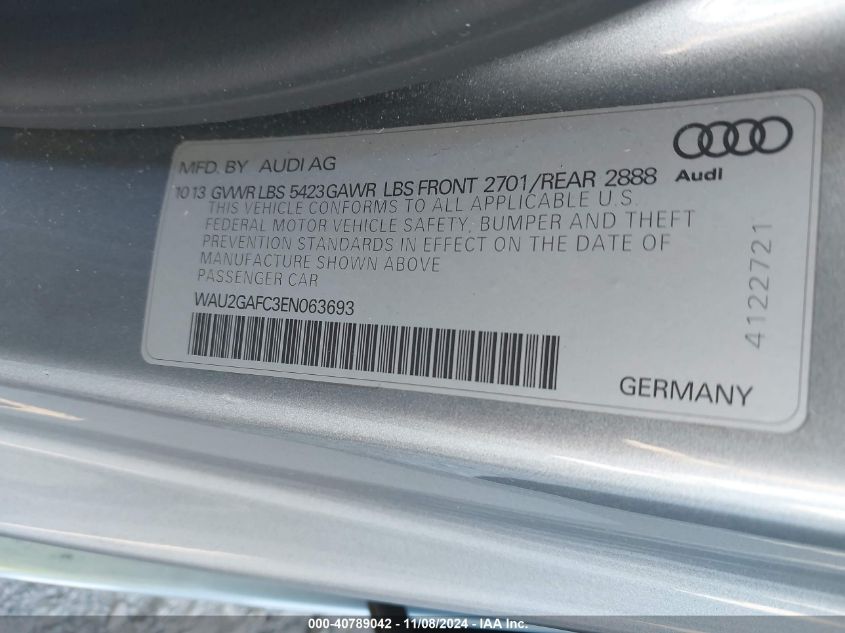 MFD. BY AUDI AG
10 13 GVWR LBS 5423 GAWR LBS FRONT 2701/REAR 2888
THIS VEHICLE CONFORMS TO ALL APPLICABLE U.S.
FEDERAL MOTOR VEHICLE SAFETY, BUMPER AND THEFT
PREVENTION STANDARDS IN EFFECT ON THE DATE OF
MANUFACTURE SHOWN ABOVE
PASSENGER CAR
WAU2GAFC3EN063693
Audi
4122721
GERMANY
000-40789042 - 11/08/2024 - IAA Inc.